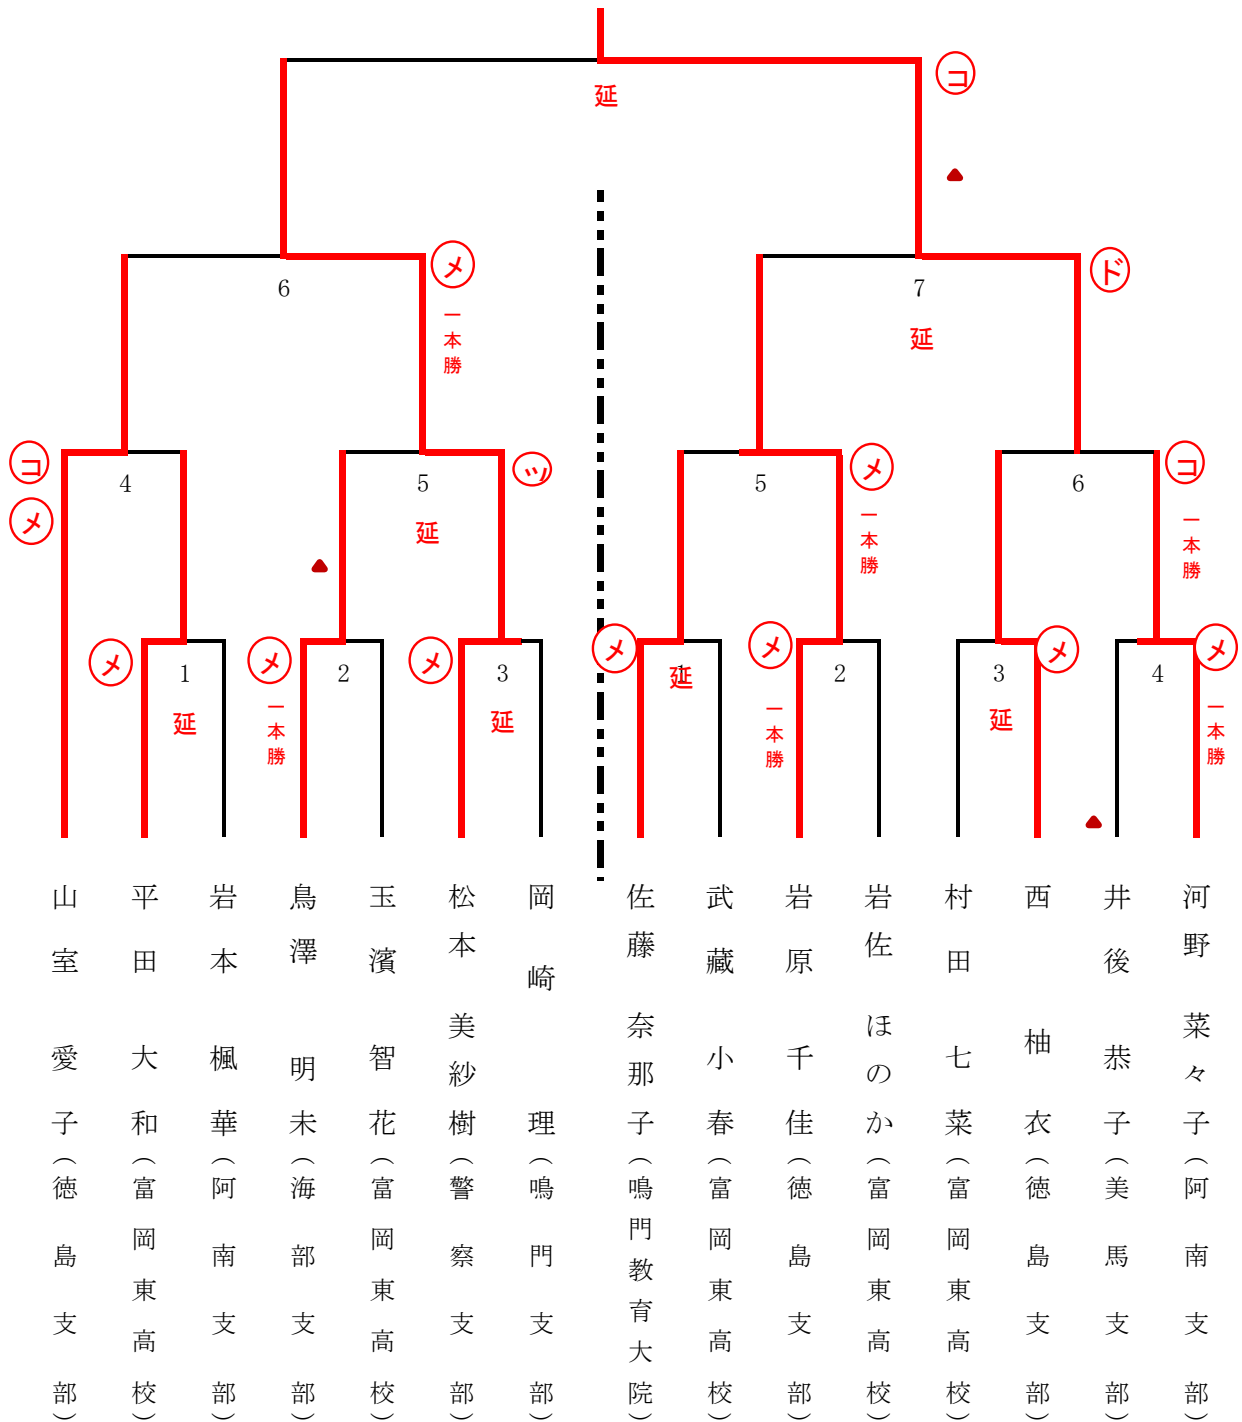 コ
延
メ
6
一本勝
ド
7
延
コ
メ
4
5
延
ツ
5
メ
一本勝
6
コ
一本勝
メ
1
延
メ
2
一本勝
メ
3
延
メ
1
延
メ
2
一本勝
3
メ
延
4
メ
一本勝
山室愛子(徳島支部)
平田大和(富岡東高校)
岩本楓華(阿南支部)
鳥澤明未(海部支部)
玉濱智花(富岡東高校)
松本美紗樹(警察支部)
岡崎理(鳴門支部)
佐藤奈那子(鳴門教育大院)
武藏小春(富岡東高校)
岩原千佳(徳島支部)
岩佐ほのか(富岡東高校)
村田七菜(富岡東高校)
西柚衣(徳島支部)
井後恭子(美馬支部)
河野菜々子(阿南支部)